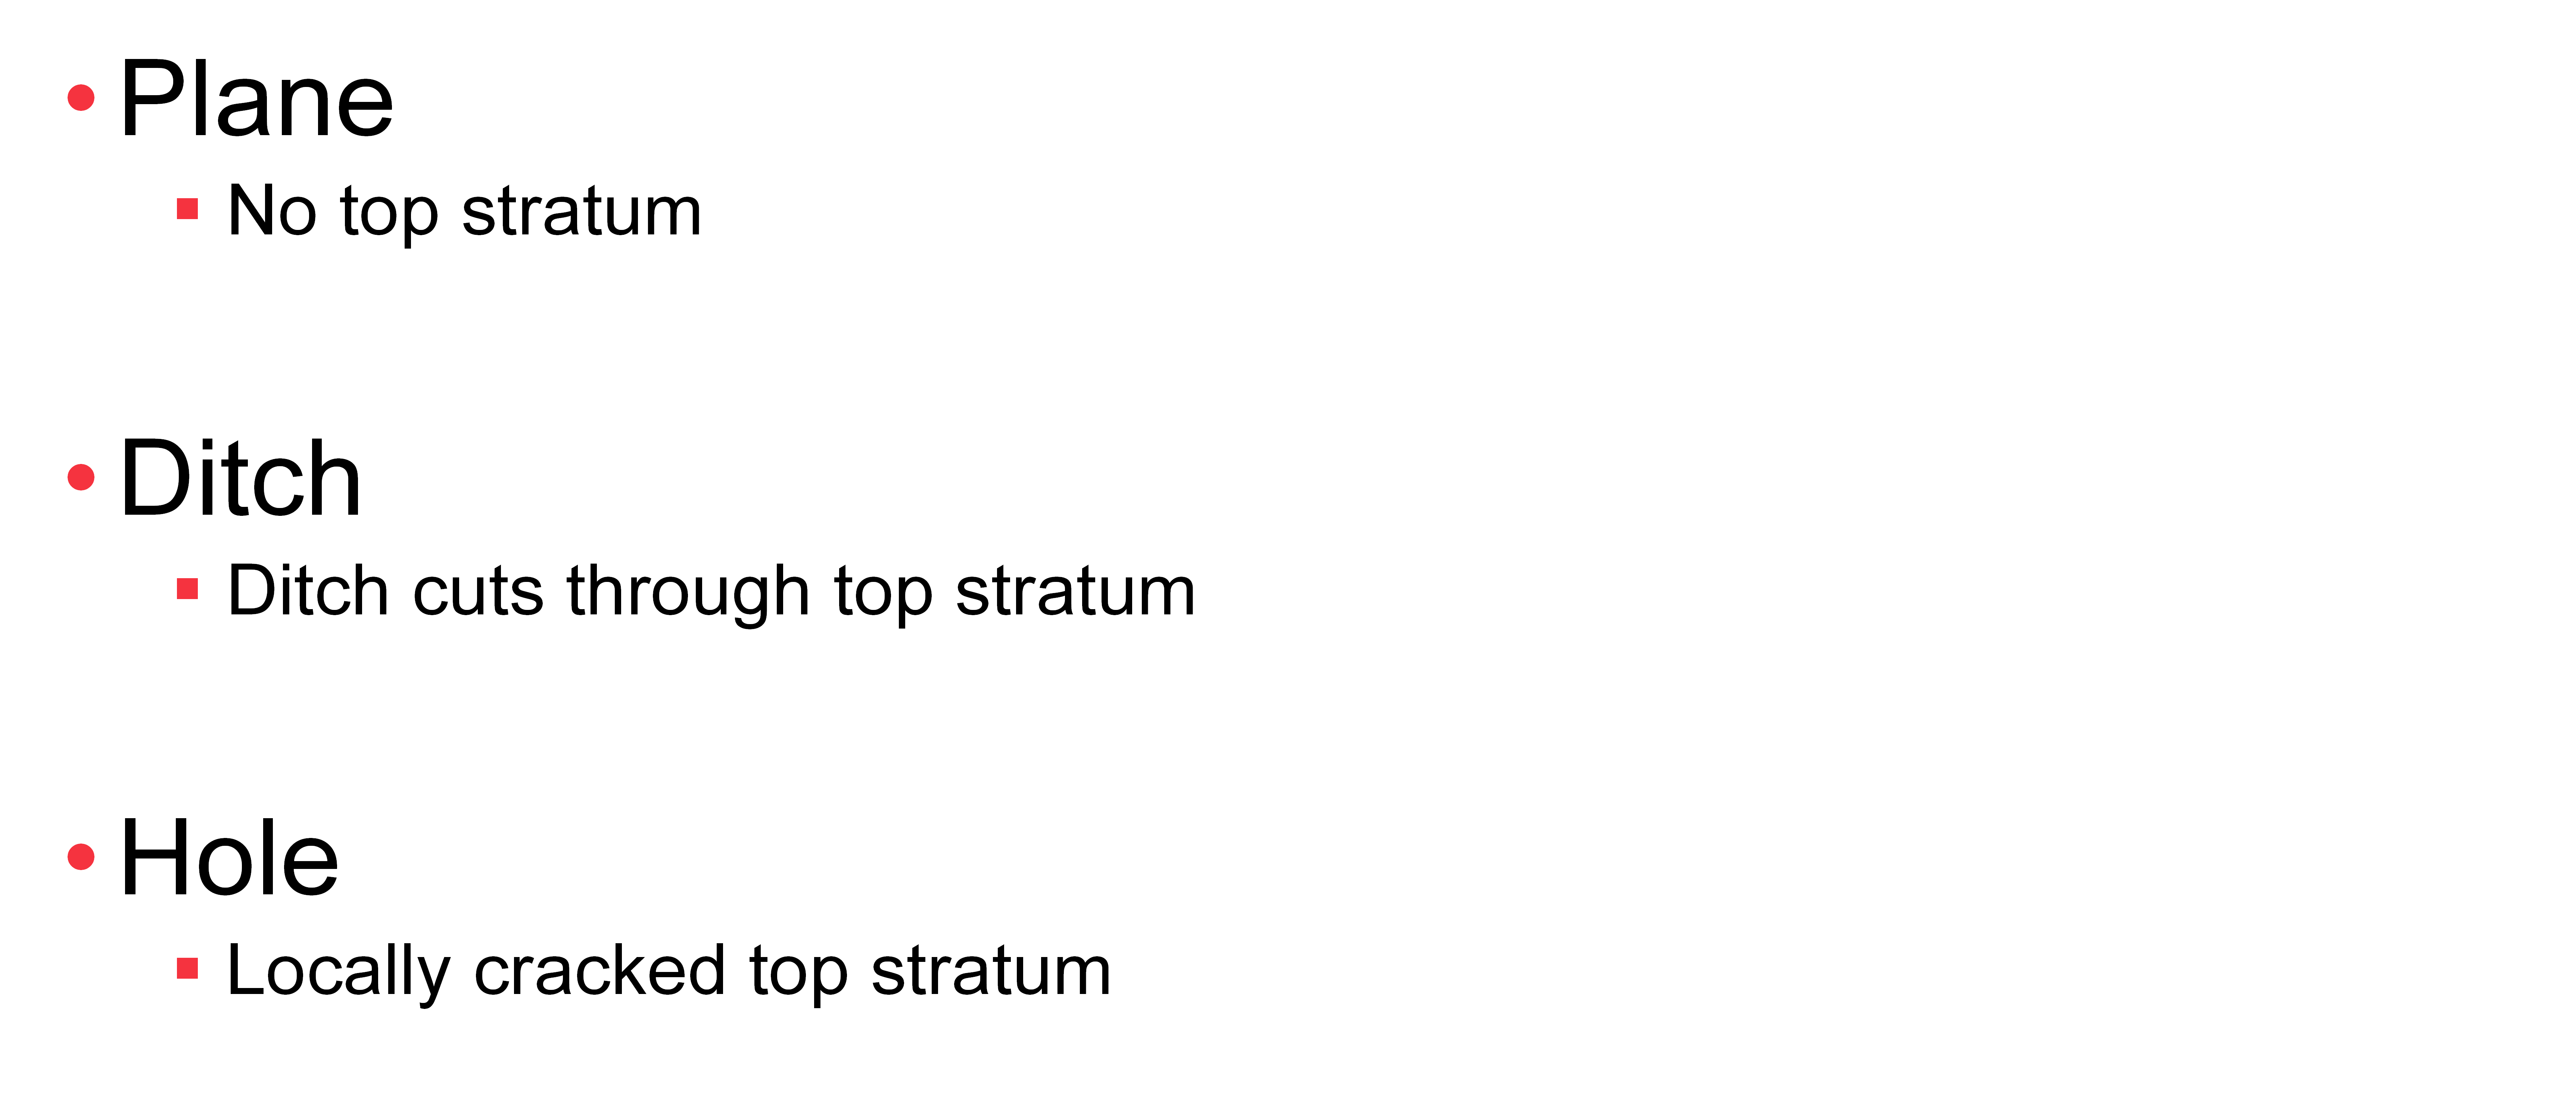 • Plane
▪ No top stratum
• Ditch
▪ Ditch cuts through top stratum
• Hole
▪ Locally cracked top stratum